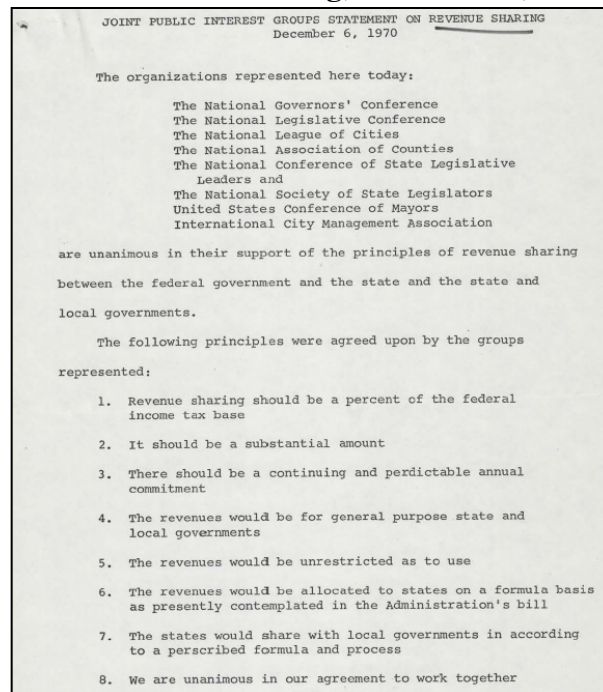 JOINT PUBLIC INTEREST GROUPS STATEMENT ON REVENUE SHARING
December 6, 1970
The organizations represented here today:
The National Governors' Conference
The National Legislative Conference
The National League of Cities
The National Association of Counties
The National Conference of State Legislative
Leaders and
The National Society of State Legislators
United States Conference of Mayors
International City Management Association
are unanimous in their support of the principles of revenue sharing
between the federal government and the state and the state and
local governments.
The following principles were agreed upon by the groups
represented:
1. Revenue sharing should be a percent of the federal
income tax base
2. It should be a substantial amount
3. There should be a continuing and perdictable annual
commitment
4. The revenues would be for general purpose state and
local governments
5. The revenues would be unrestricted as to use
6. The revenues would be allocated to states on a formula basis
as presently contemplated in the Administration's bill
7. The states would share with local governments in according
to a perscribed formula and process
8. We are unanimous in our agreement to work together